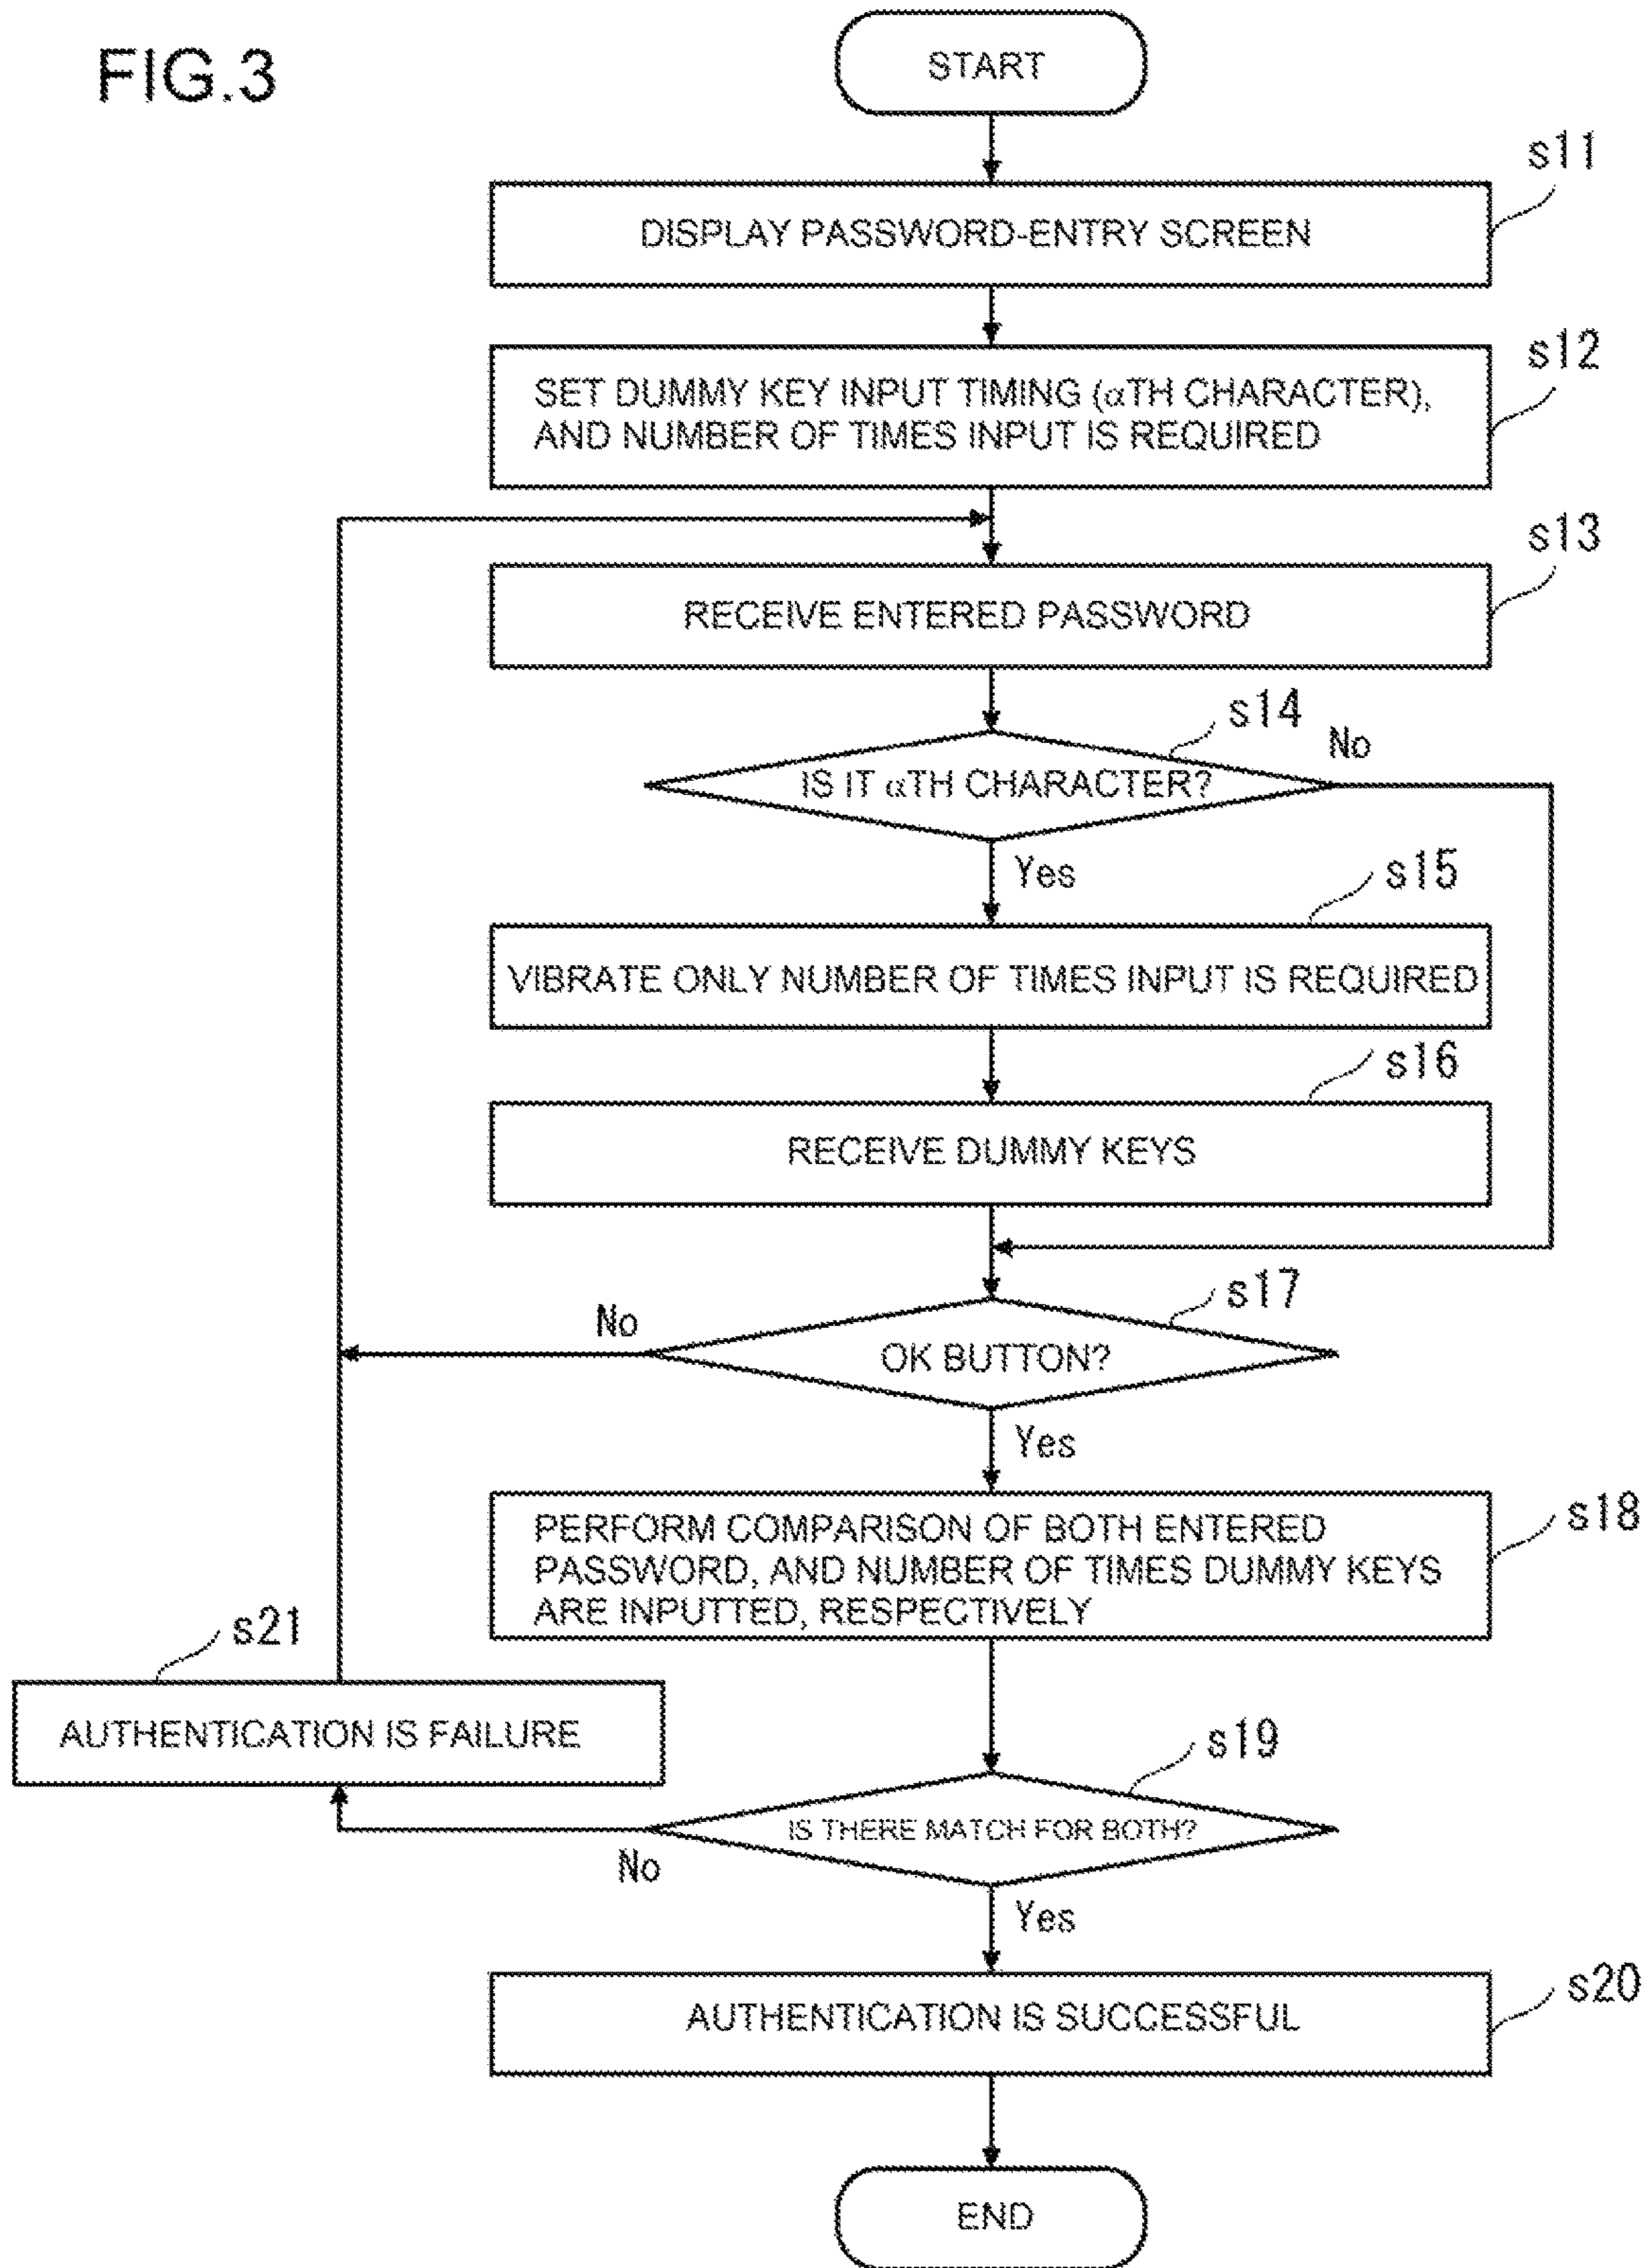 FIG.3
START
s11
DISPLAY PASSWORD-ENTRY SCREEN
s12
SET DUMMY KEY INPUT TIMING (αTH CHARACTER),
AND NUMBER OF TIMES INPUT IS REQUIRED
s13
RECEIVE ENTERED PASSWORD
s14
No
IS IT αTH CHARACTER?
Yes
s15
VIBRATE ONLY NUMBER OF TIMES INPUT IS REQUIRED
s16
RECEIVE DUMMY KEYS
s17
No
OK BUTTON?
Yes
s18
PERFORM COMPARISON OF BOTH ENTERED
PASSWORD, AND NUMBER OF TIMES DUMMY KEYS
ARE INPUTTED, RESPECTIVELY
s21
AUTHENTICATION IS FAILURE
s19
IS THERE MATCH FOR BOTH?
No
Yes
s20
AUTHENTICATION IS SUCCESSFUL
END